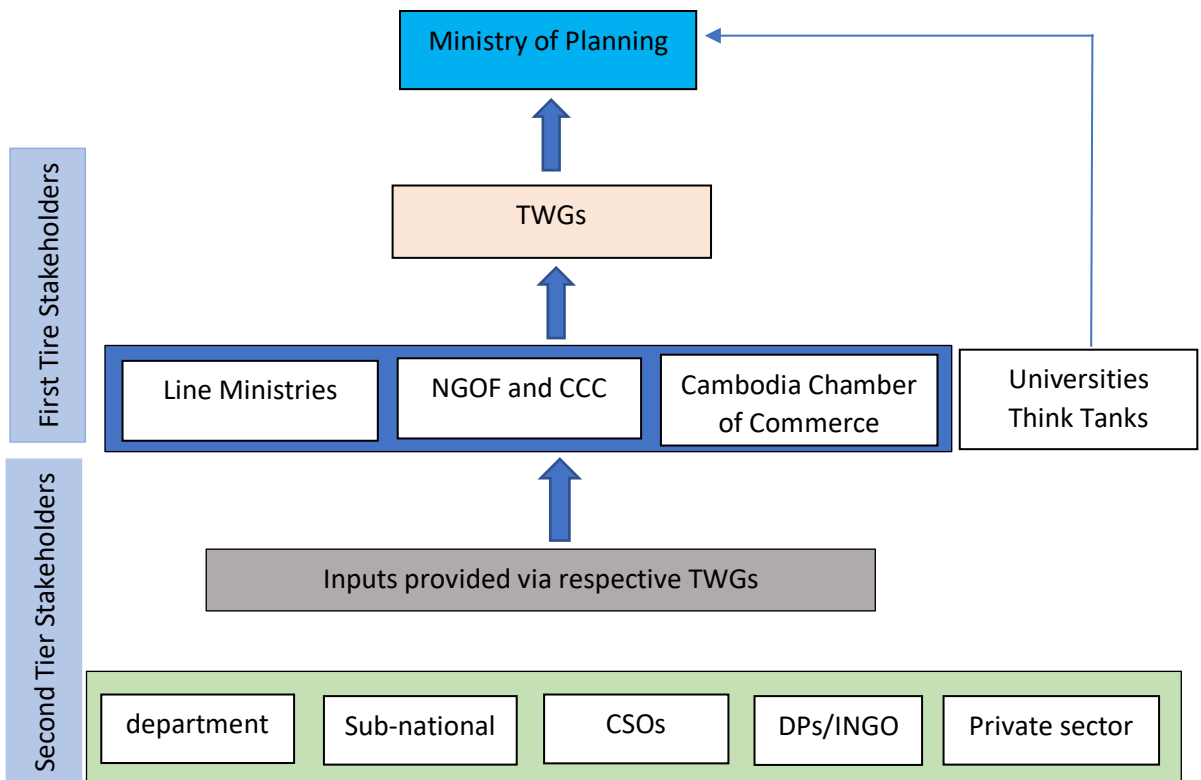 Ministry of Planning
First Tire Stakeholders
TWGs
Line Ministries
NGOF and CCC
Cambodia Chamber
of Commerce
Universities
Think Tanks
Second Tier Stakeholders
Inputs provided via respective TWGs
department
Sub-national
CSOs
DPs/INGO
Private sector